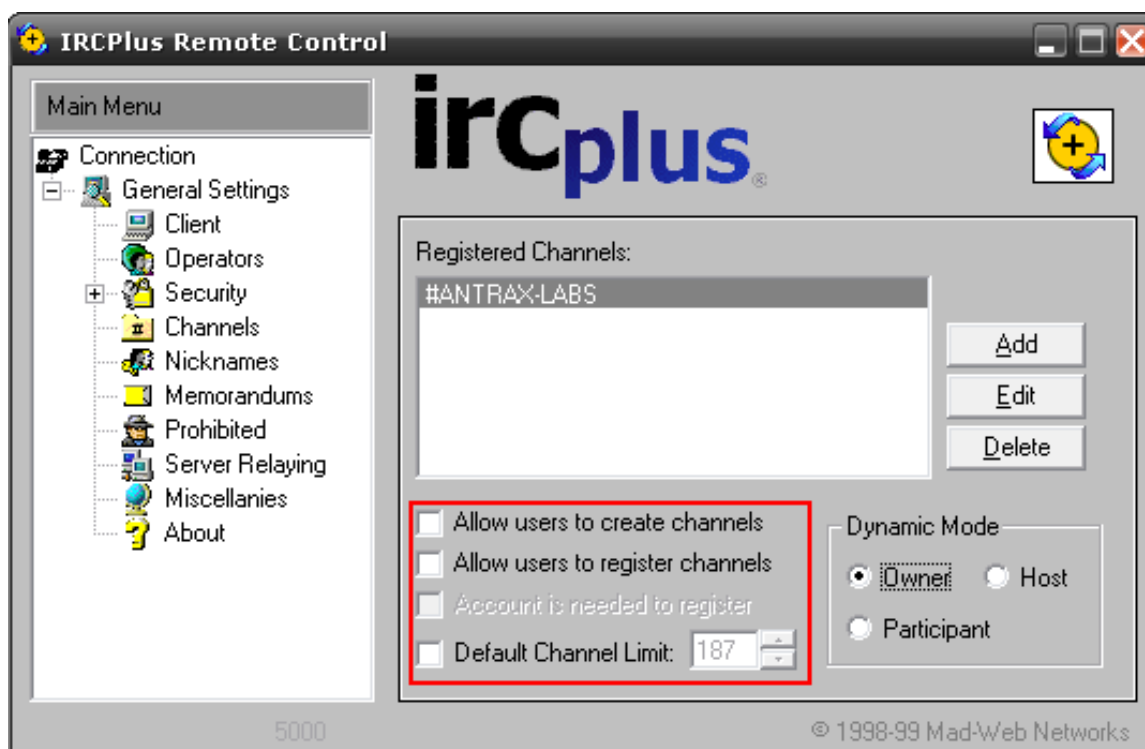 IRCPlus Remote Control
Main Menu
Connection
General Settings
Client
Operators
Security
Channels
Nicknames
Memorandums
Prohibited
Server Relaying
Miscellanies
About
5000
ircplus®
Registered Channels:
#ANTRAX-LABS
Add
Edit
Delete
Allow users to create channels
Allow users to register channels
Account is needed to register
Default Channel Limit: 187
Dynamic Mode
Owner Host
Participant
© 1998-99 Mad-Web Networks